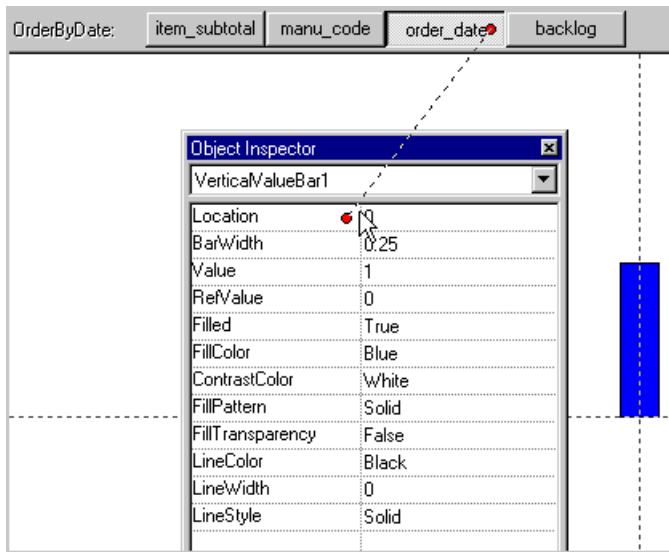 OrderByDate: item_subtotal manu_code order_date backlog
Object Inspector
VerticalValueBar1
Location 0
BarWidth 0.25
Value 1
RefValue 0
Filled True
FillColor Blue
ContrastColor White
FillPattern Solid
FillTransparency False
LineColor Black
LineWidth 0
LineStyle Solid